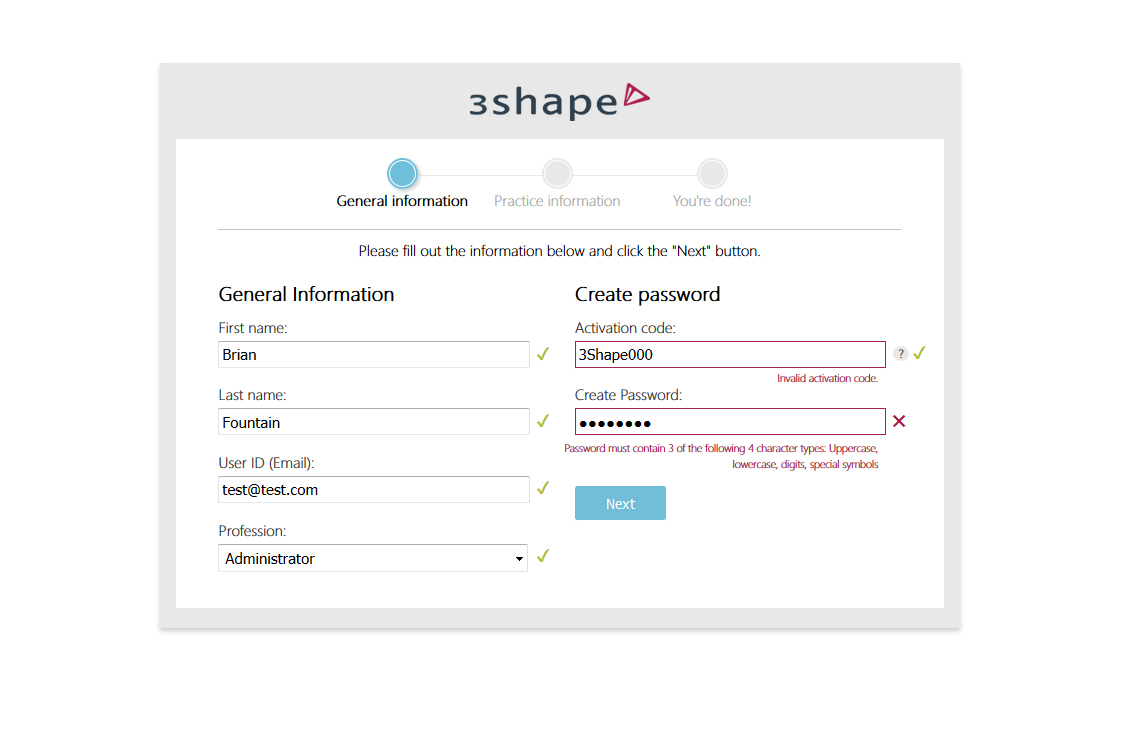 3shape
General information
Practice information
You're done!
Please fill out the information below and click the "Next" button.
General Information
First name:
Brian
Last name:
Fountain
User ID (Email):
test@test.com
Profession:
Administrator
Create password
Activation code:
3Shape000
?
Invalid activation code.
Create Password:
●●●●●●●●
Password must contain 3 of the following 4 character types: Uppercase,
lowercase, digits, special symbols
Next